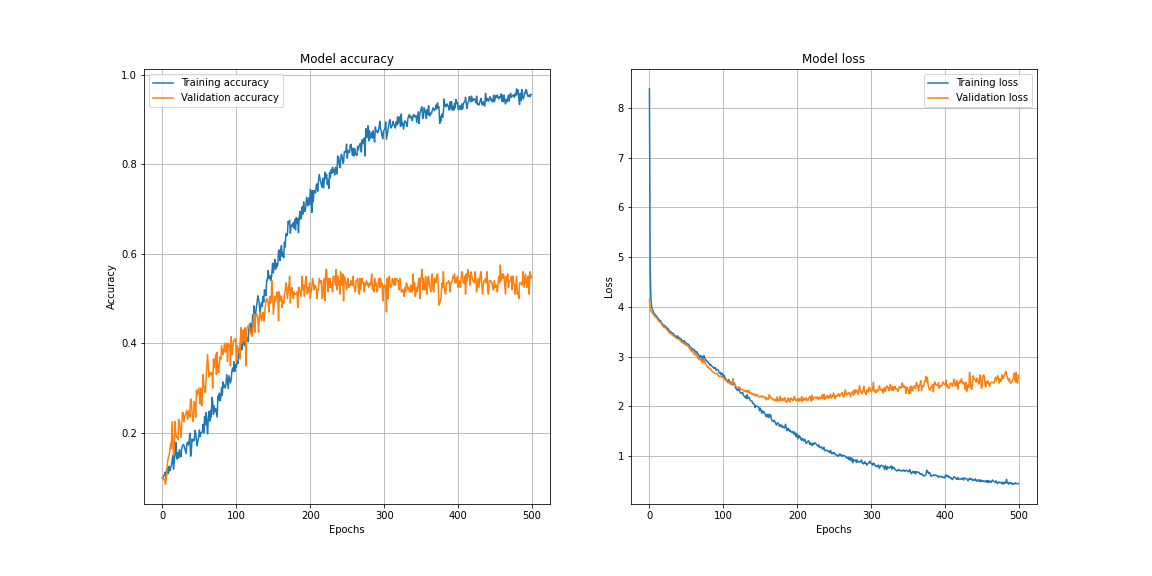 Model accuracy
Training accuracy
Validation accuracy
1.0
0.8
0.6
0.4
0.2
Accuracy
0 100 200 300 400 500
Epochs
Model loss
Training loss
Validation loss
8
7
6
5
4
3
2
1
Loss
0 100 200 300 400 500
Epochs